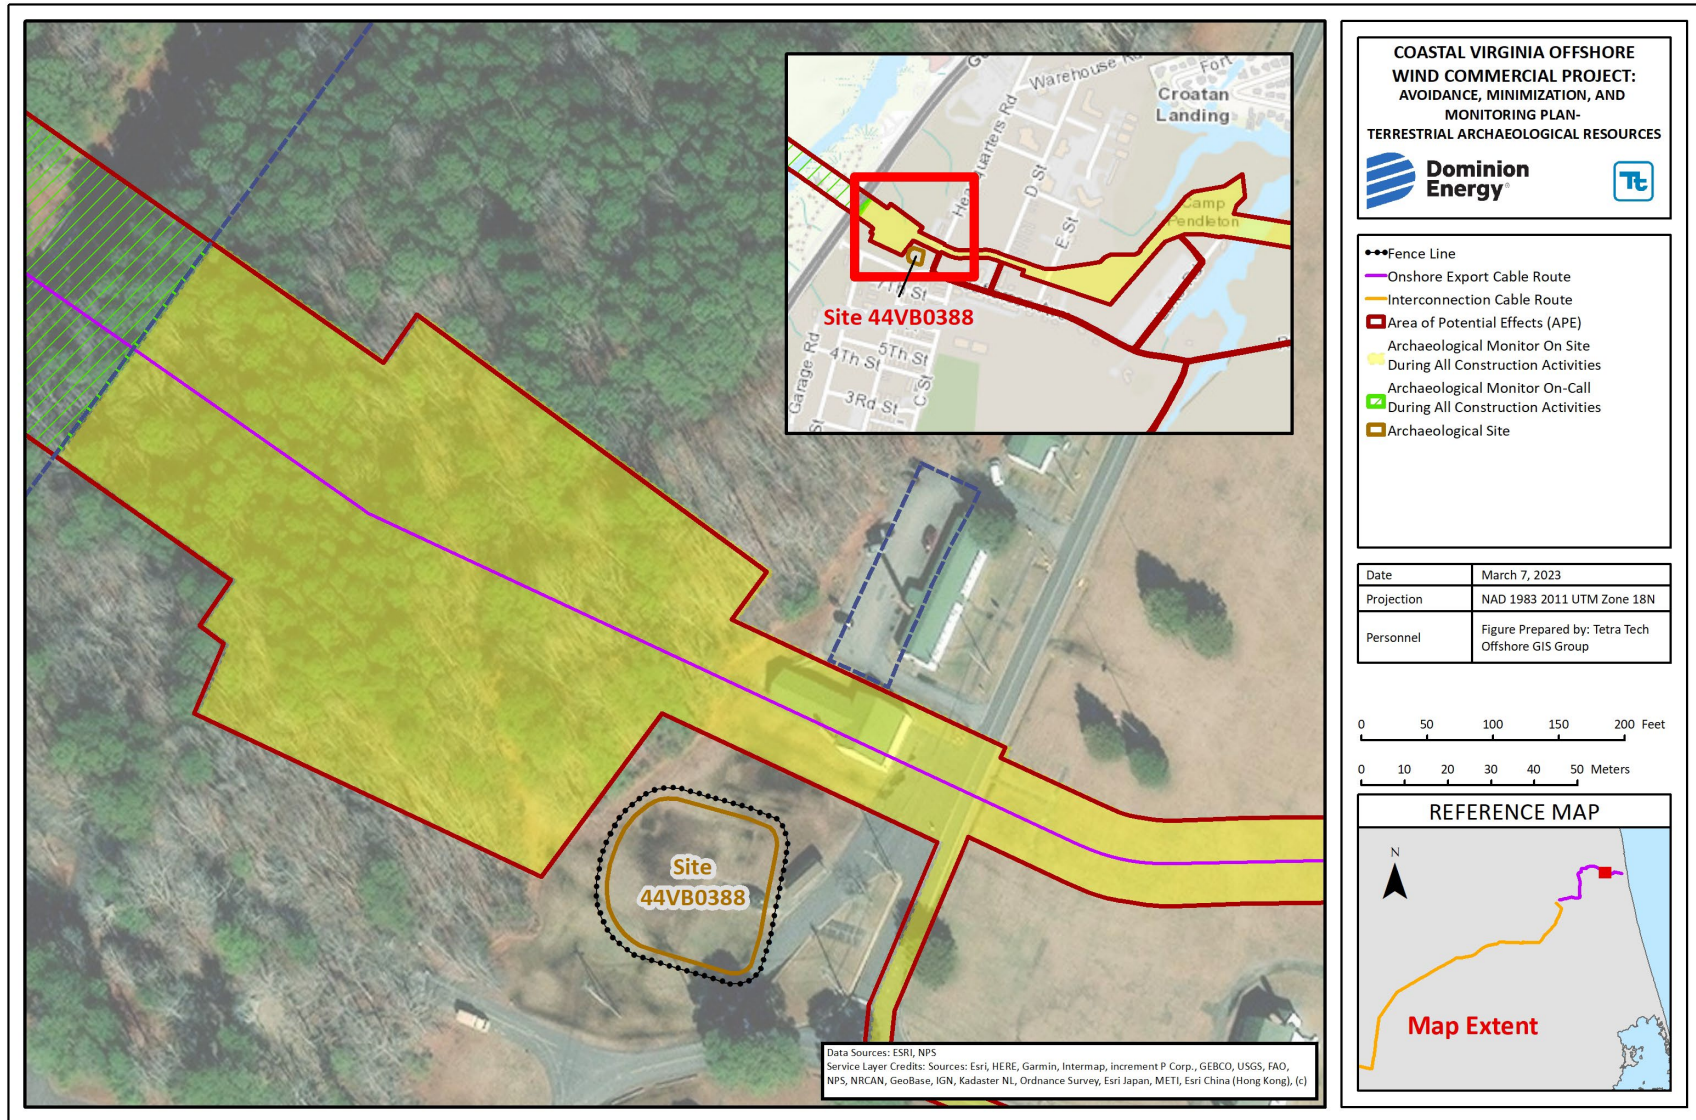 COASTAL VIRGINIA OFFSHORE
WIND COMMERCIAL PROJECT:
AVOIDANCE, MINIMIZATION, AND
MONITORING PLAN-
TERRESTRIAL ARCHAEOLOGICAL RESOURCES
Dominion
Energy®
Tt
Fence Line
Onshore Export Cable Route
Interconnection Cable Route
Area of Potential Effects (APE)
Archaeological Monitor On Site
During All Construction Activities
Archaeological Monitor On-Call
During All Construction Activities
Archaeological Site
Date March 7, 2023
Projection NAD 1983 2011 UTM Zone 18N
Personnel Figure Prepared by: Tetra Tech
Offshore GIS Group
0 50 100 150 200 Feet
0 10 20 30 40 50 Meters
REFERENCE MAP
N
Map Extent
Warehouse Rd
Fort
Croatan
Landing
Headquarters Rd
D St
E St
Camp
Pendleton
7Th St
Site 44VB0388
Garage Rd
4Th St
5Th St
3Rd St
C St
St
Site
44VB0388
Data Sources: ESRI, NPS
Service Layer Credits: Sources: Esri, HERE, Garmin, Intermap, increment P Corp., GEBCO, USGS, FAO,
NPS, NRCAN, GeoBase, IGN, Kadaster NL, Ordnance Survey, Esri Japan, METI, Esri China (Hong Kong), (c)